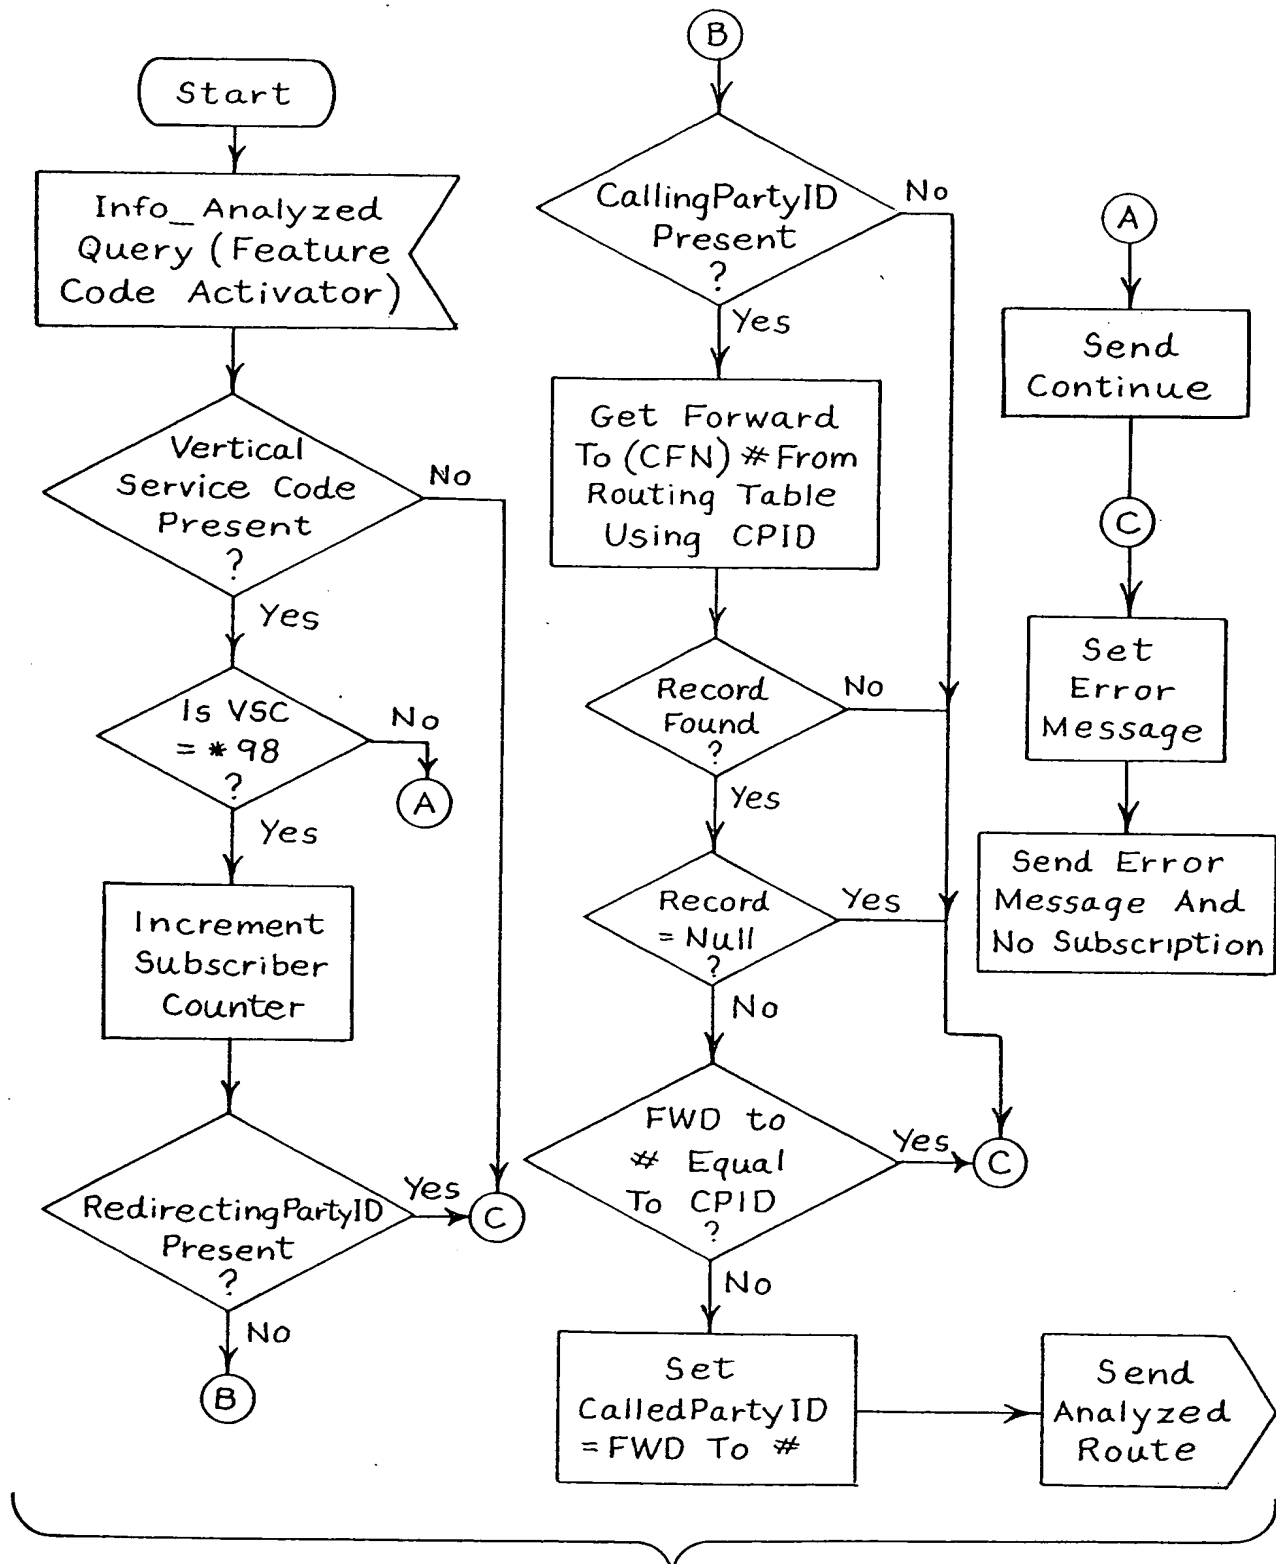 Start
Info_Analyzed
Query (Feature
Code Activator)
Vertical
Service Code
Present
?
No
Yes
Is VSC
= *98
?
No
A
Yes
Increment
Subscriber
Counter
RedirectingPartyID
Present
?
Yes
C
No
B
B
CallingPartyID
Present
?
No
Yes
Get Forward
To (CFN) # From
Routing Table
Using CPID
Record
Found
?
No
Yes
Record
= Null
?
Yes
No
FWD to
# Equal
To CPID
?
Yes
C
No
Set
CalledPartyID
= FWD To #
Send
Analyzed
Route
A
Send
Continue
C
Set
Error
Message
Send Error
Message And
No Subscription